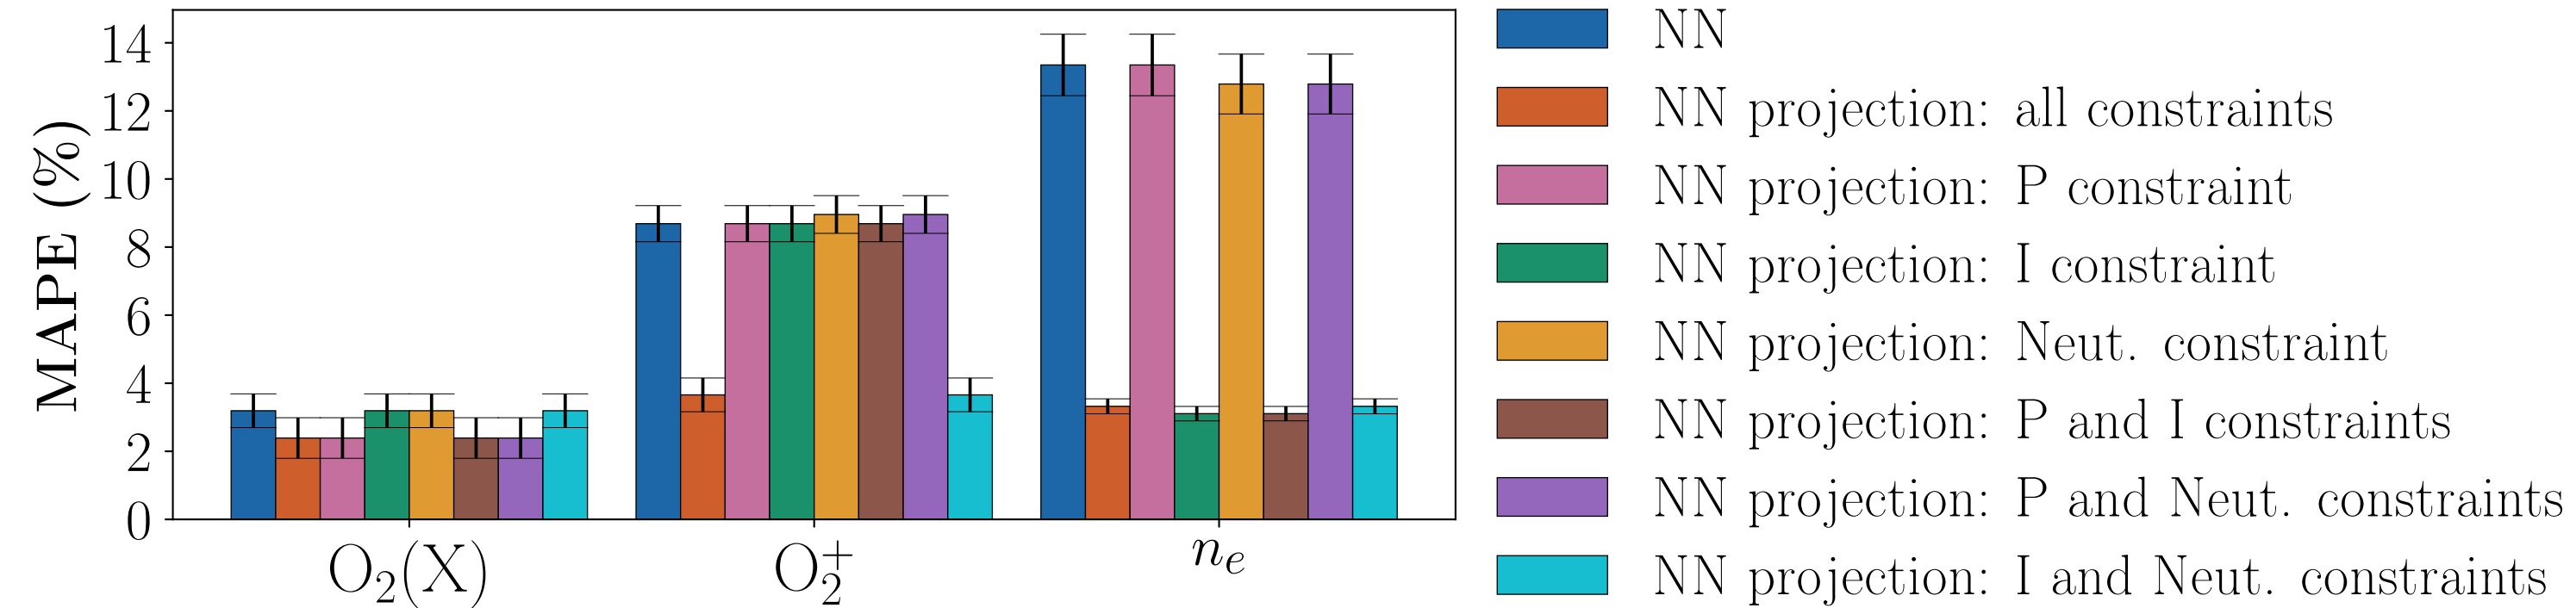 MAPE (%)
14
12
10
8
6
4
2
0
O₂(X)
O₂⁺
nₑ
NN
NN projection: all constraints
NN projection: P constraint
NN projection: I constraint
NN projection: Neut. constraint
NN projection: P and I constraints
NN projection: P and Neut. constraints
NN projection: I and Neut. constraints